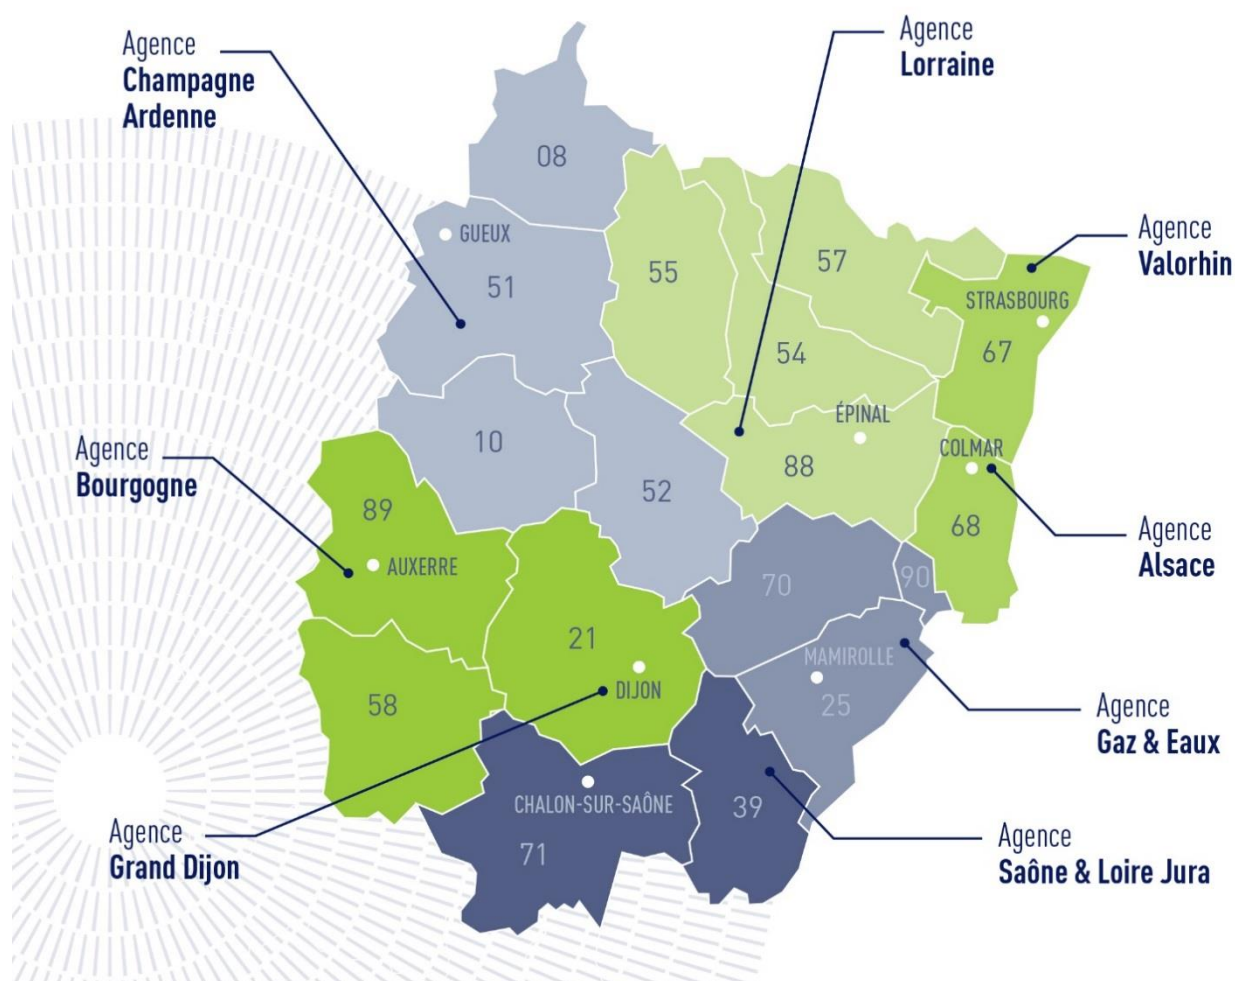 Agence
Champagne
Ardenne
Agence
Lorraine
08
GUEUX
51
55
57
Agence
Valorhin
STRASBOURG
67
54
10
52
ÉPINAL
88
COLMAR
68
Agence
Bourgogne
89
AUXERRE
Agence
Alsace
70
90
21
DIJON
58
MAMIROLLE
25
Agence
Gaz & Eaux
CHALON-SUR-SAÔNE
71
39
Agence
Grand Dijon
Agence
Saône & Loire Jura